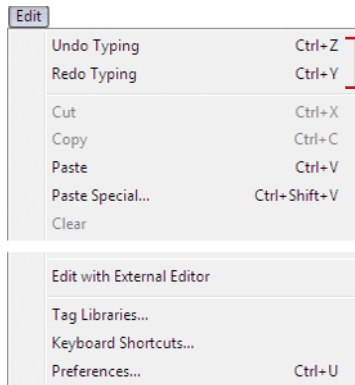 Edit
Undo Typing Ctrl+Z
Redo Typing Ctrl+Y
Cut Ctrl+X
Copy Ctrl+C
Paste Ctrl+V
Paste Special... Ctrl+Shift+V
Clear
Edit with External Editor
Tag Libraries...
Keyboard Shortcuts...
Preferences... Ctrl+U